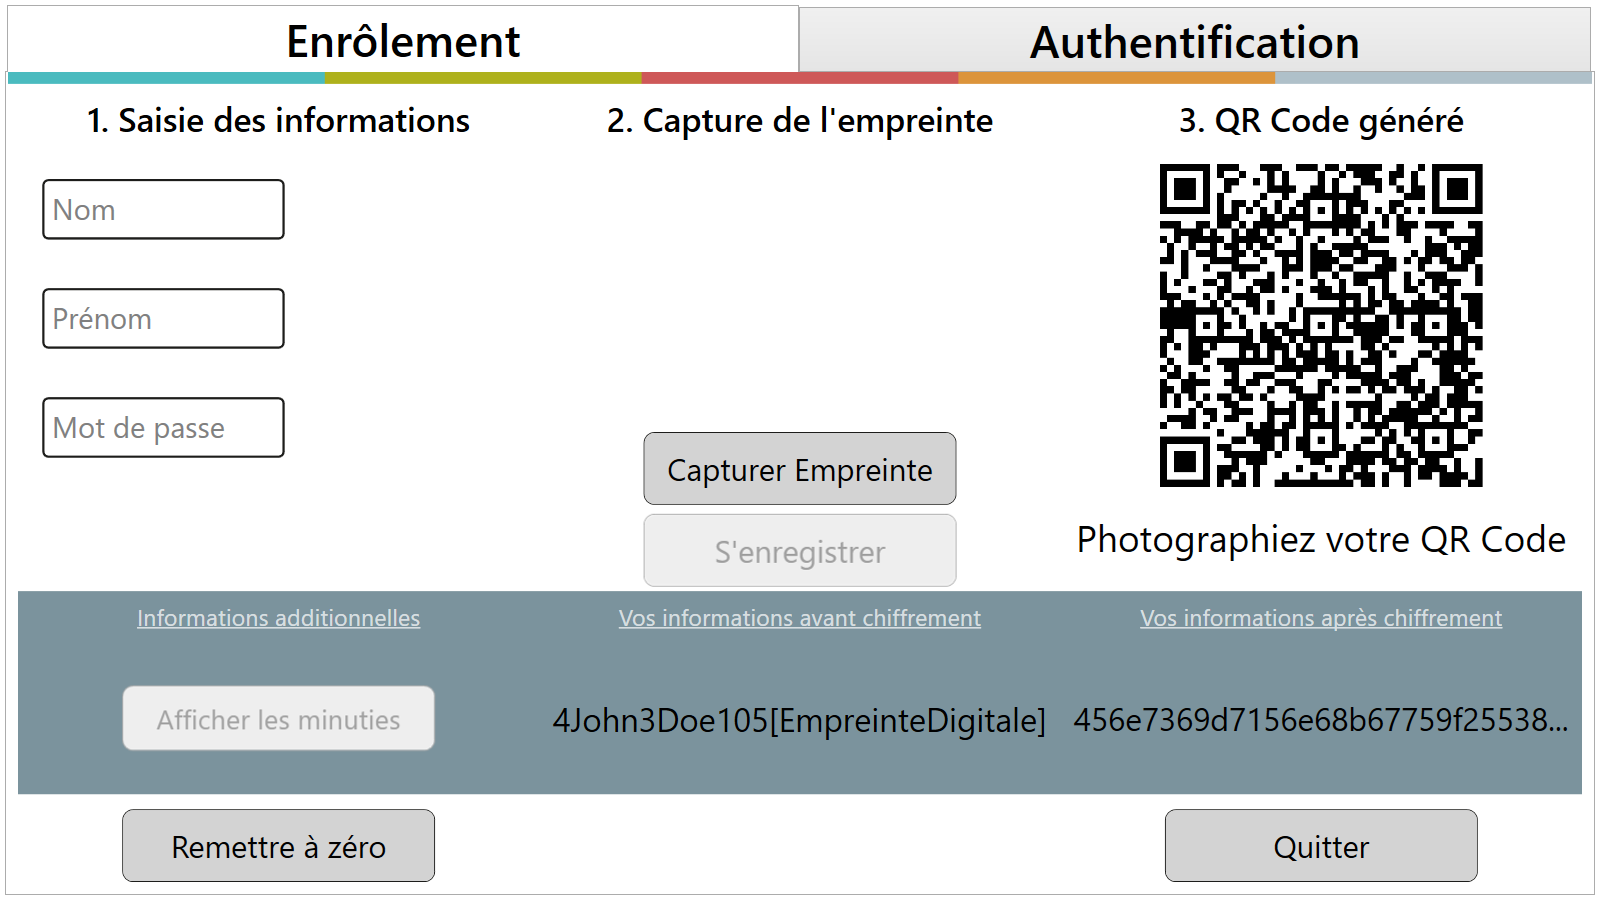 Enrôlement
Authentification
1. Saisie des informations
2. Capture de l'empreinte
3. QR Code généré
Nom
Prénom
Mot de passe
Capturer Empreinte
S'enregistrer
Photographiez votre QR Code
Informations additionnelles
Vos informations avant chiffrement
Vos informations après chiffrement
Afficher les minuties
4John3Doe105[EmpreinteDigitale]
456e7369d7156e68b67759f25538...
Remettre à zéro
Quitter